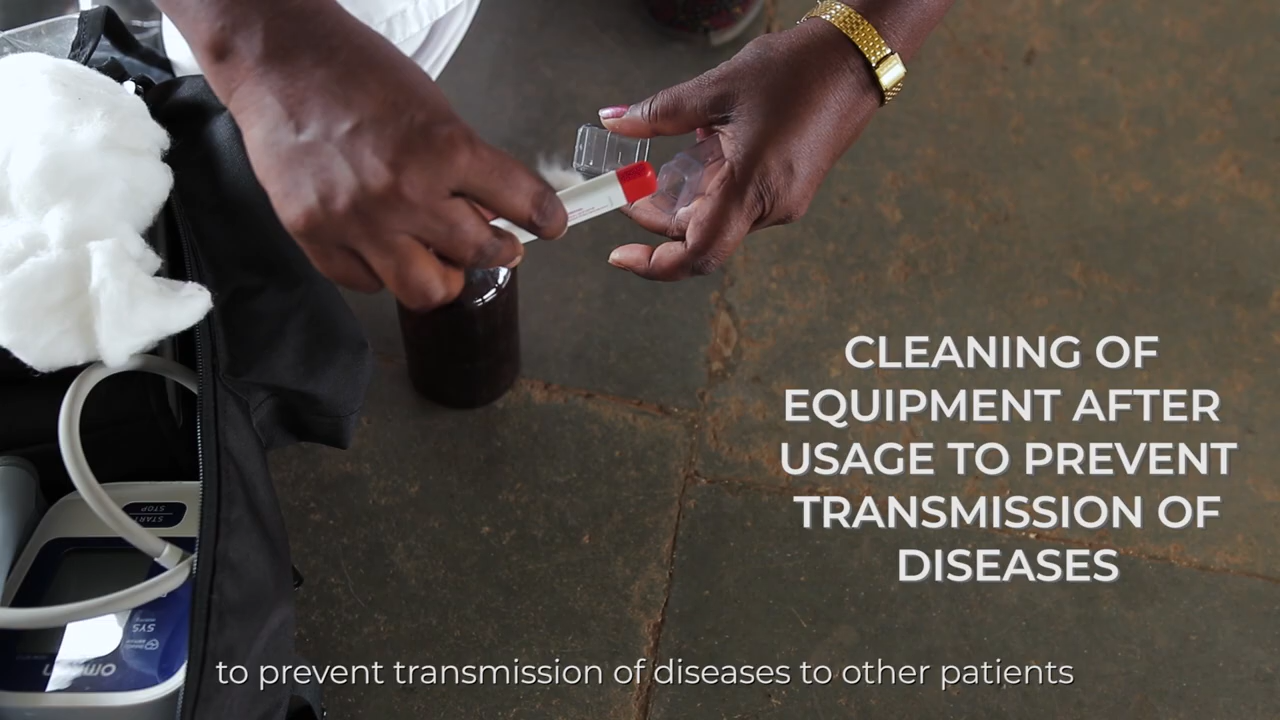 CLEANING OF
EQUIPMENT AFTER
USAGE TO PREVENT
TRANSMISSION OF
DISEASES
START
STOP
SYS
OMRON
to prevent transmission of diseases to other patients